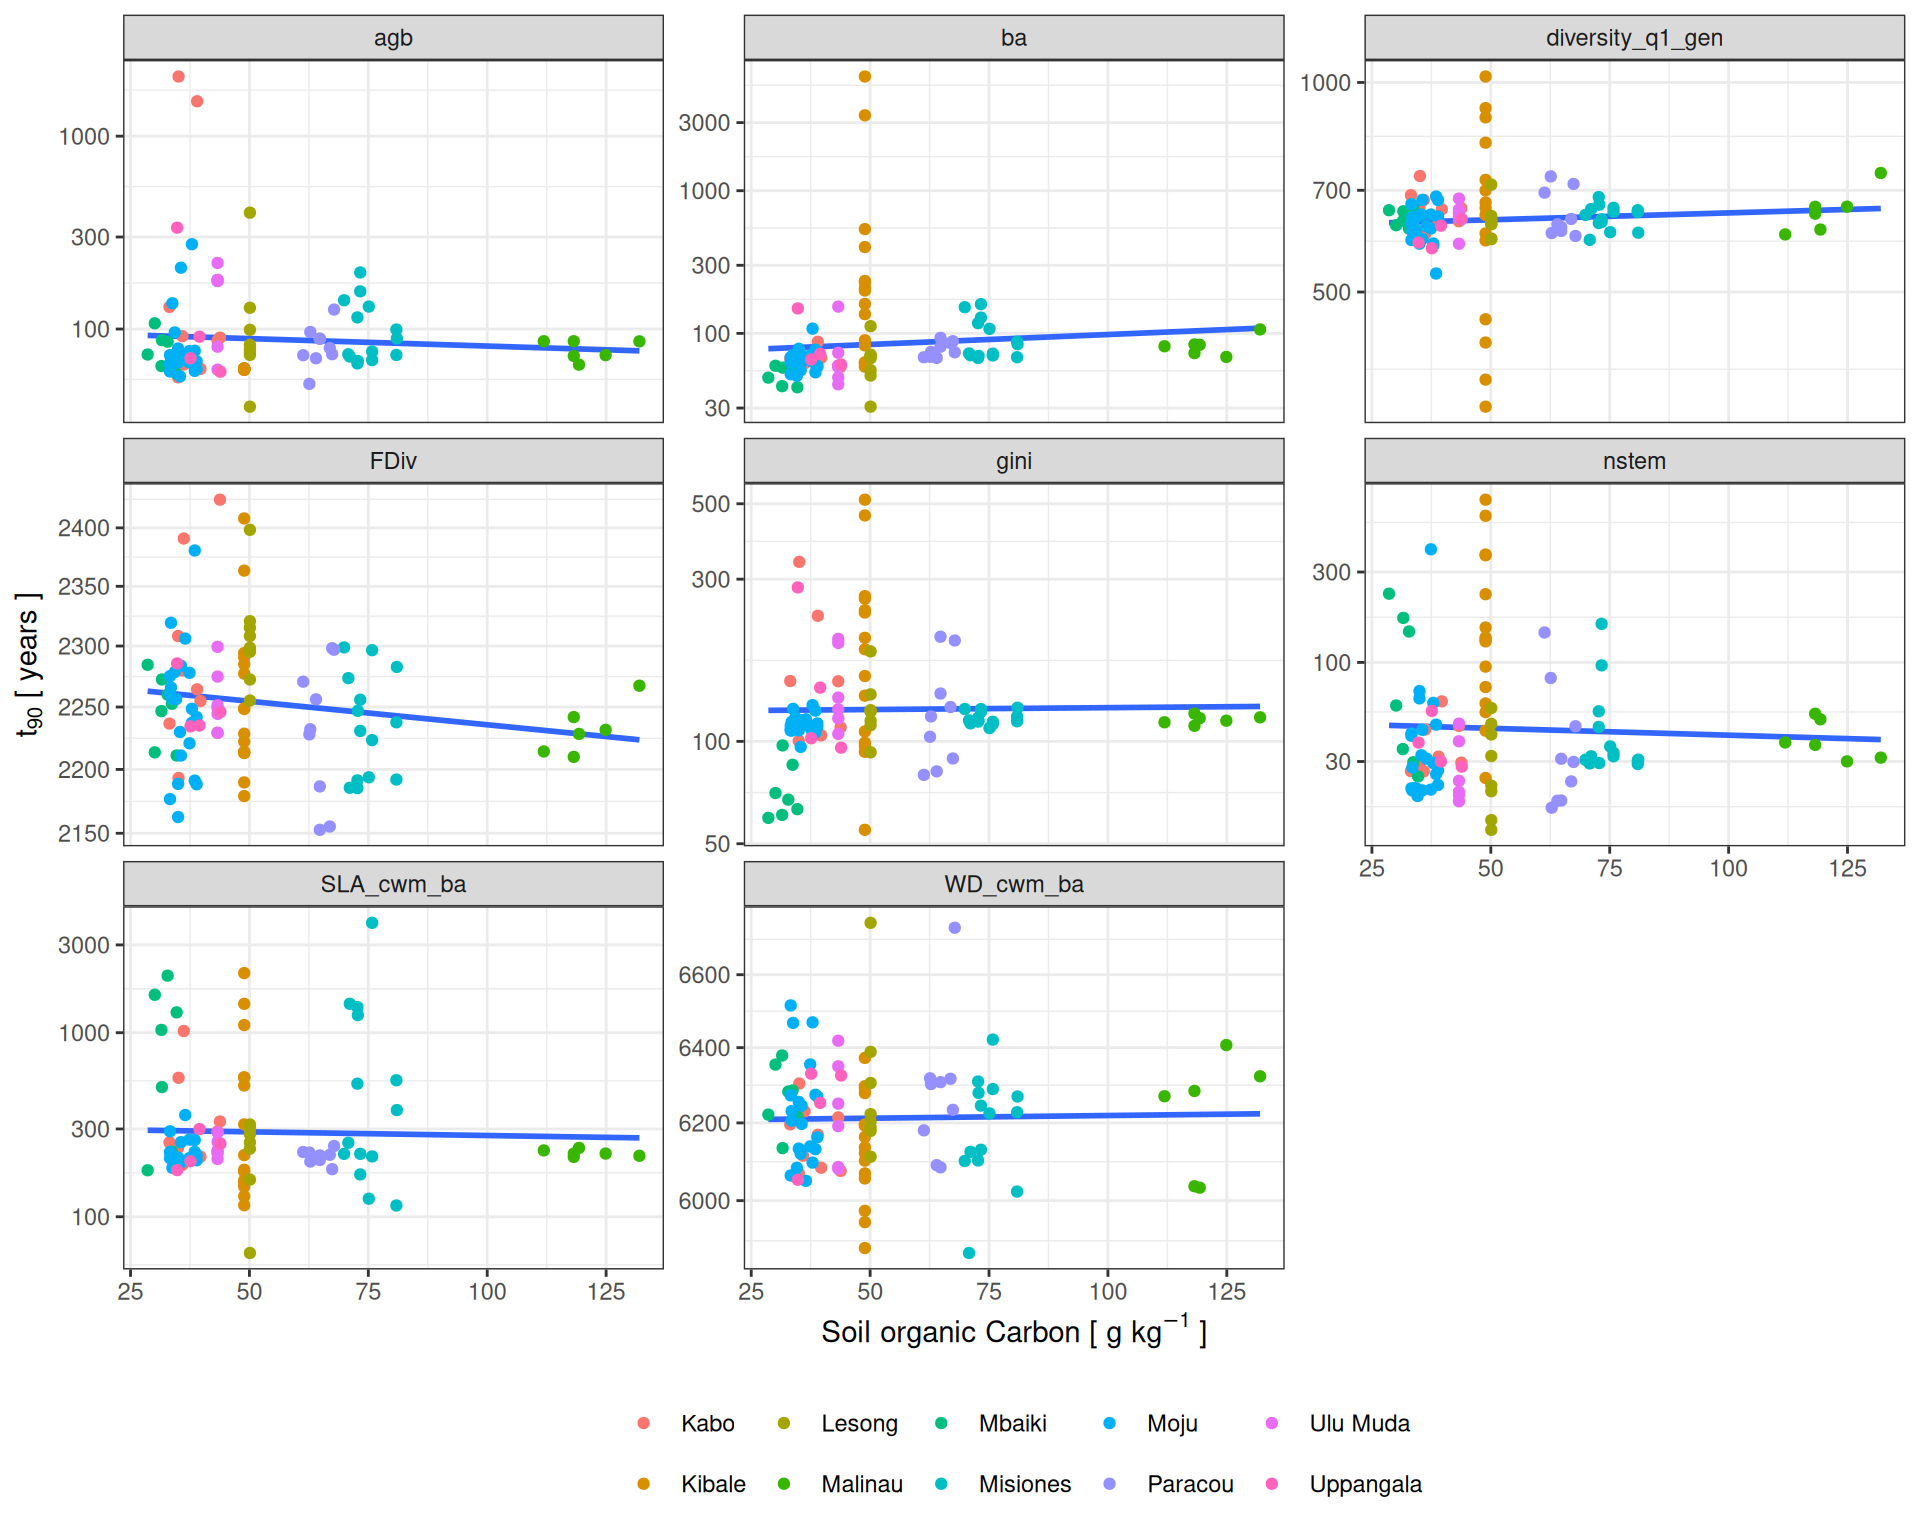 agb
ba
diversity_q1_gen
1000
300
100
3000
1000
300
100
30
1000
700
500
FDiv
gini
nstem
2400
2350
2300
2250
2200
2150
500
300
100
50
300
100
30
25 50 75 100 125
SLA_cwm_ba
WD_cwm_ba
3000
1000
300
100
6600
6400
6200
6000
25 50 75 100 125
25 50 75 100 125
t90 [ years ]
Soil organic Carbon [ g kg−1 ]
Kabo Lesong Mbaiki Moju Ulu Muda
Kibale Malinau Misiones Paracou Uppangala